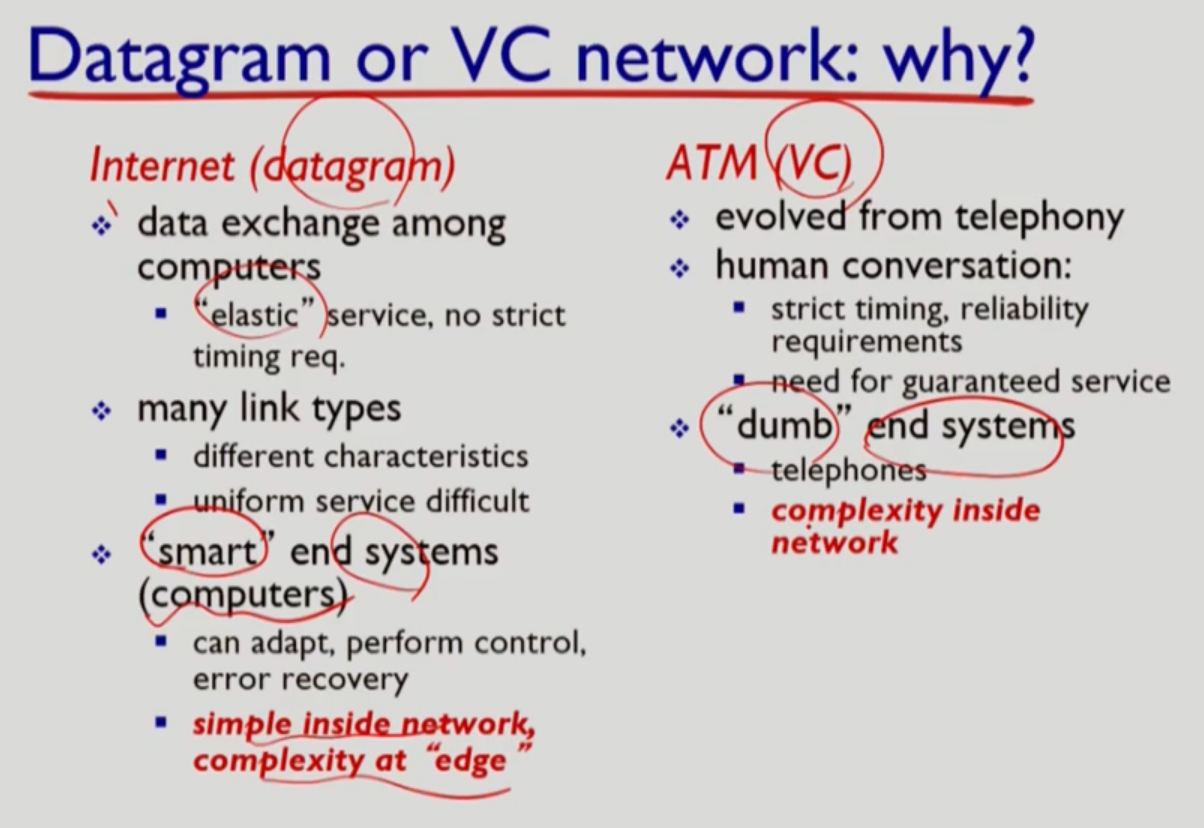 Datagram or VC network: why?
Internet (datagram)
❖ data exchange among
computers
▪ “elastic” service, no strict
timing req.
❖ many link types
▪ different characteristics
▪ uniform service difficult
❖ “smart” end systems
(computers)
▪ can adapt, perform control,
error recovery
▪ simple inside network,
complexity at “edge”
ATM (VC)
❖ evolved from telephony
❖ human conversation:
▪ strict timing, reliability
requirements
▪ need for guaranteed service
❖ “dumb” end systems
▪ telephones
▪ complexity inside
network